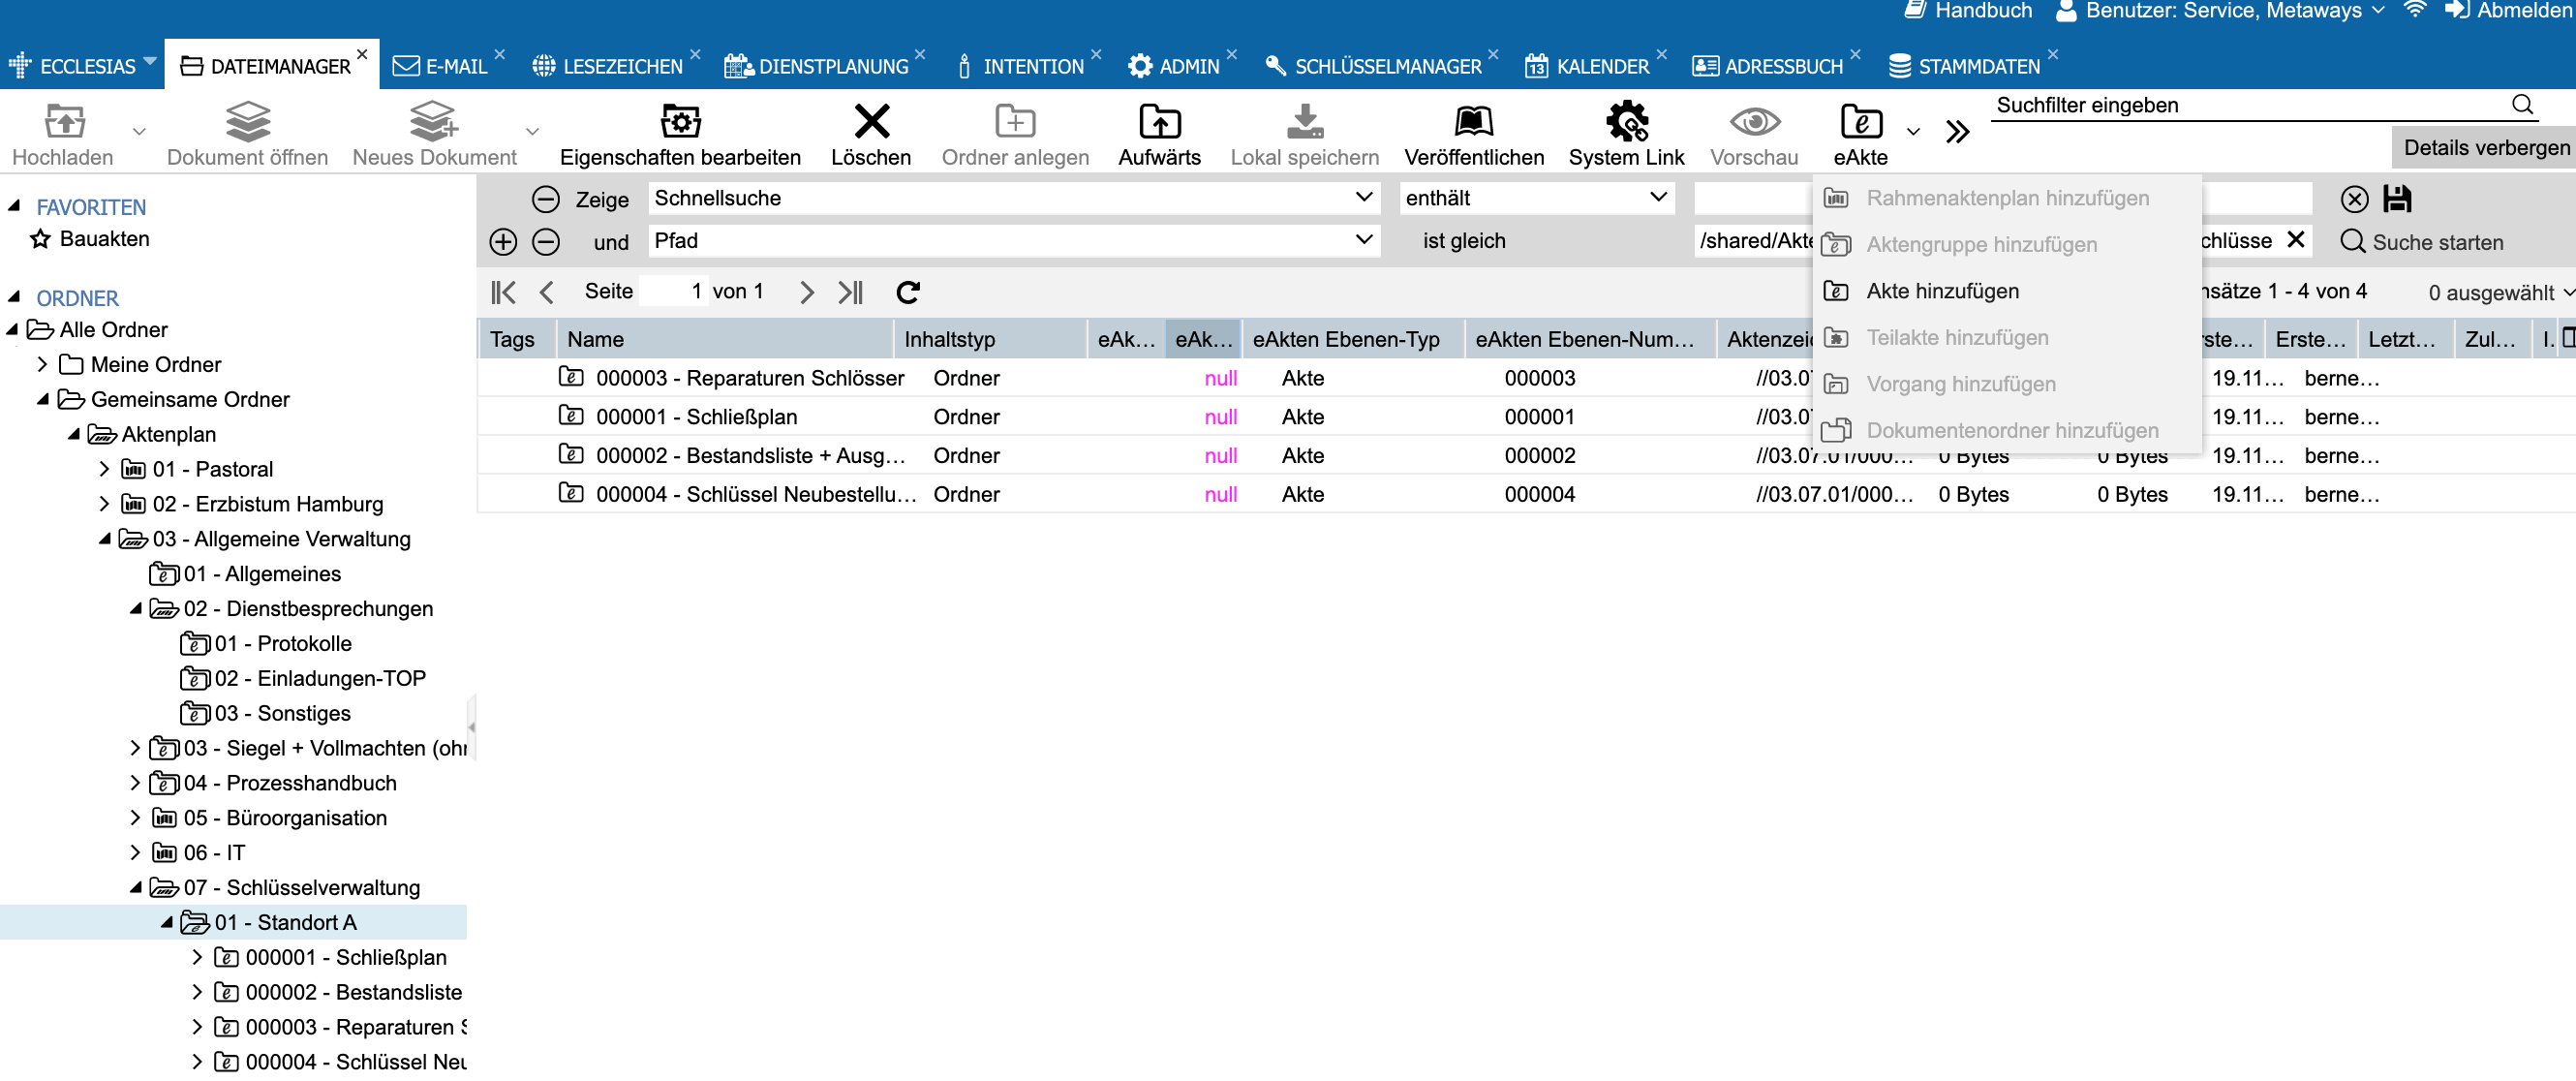 Handbuch Benutzer: Service, Metaways Abmelden
ECCLESIAS DATEIMANAGER E-MAIL LESEZEICHEN DIENSTPLANUNG INTENTION ADMIN SCHLÜSSELMANAGER 13 KALENDER ADRESSBUCH STAMMDATEN
Suchfilter eingeben
Hochladen Dokument öffnen Neues Dokument Eigenschaften bearbeiten Löschen Ordner anlegen Aufwärts Lokal speichern Veröffentlichen System Link Vorschau eAkte
Details verbergen
FAVORITEN
Bauakten
ORDNER
Alle Ordner
Meine Ordner
Gemeinsame Ordner
Aktenplan
01 - Pastoral
02 - Erzbistum Hamburg
03 - Allgemeine Verwaltung
01 - Allgemeines
02 - Dienstbesprechungen
01 - Protokolle
02 - Einladungen-TOP
03 - Sonstiges
03 - Siegel + Vollmachten (ohr
04 - Prozesshandbuch
05 - Büroorganisation
06 - IT
07 - Schlüsselverwaltung
01 - Standort A
000001 - Schließplan
000002 - Bestandsliste
000003 - Reparaturen S
000004 - Schlüssel Neu
Zeige Schnellsuche enthält
und Pfad ist gleich /shared/Akte chlüsse Suche starten
Rahmenaktenplan hinzufügen
Aktengruppe hinzufügen
Akte hinzufügen
Teilakte hinzufügen
Vorgang hinzufügen
Dokumentenordner hinzufügen
Seite 1 von 1 nsätze 1 - 4 von 4 0 ausgewählt
Tags Name Inhaltstyp eAk... eAk... eAkten Ebenen-Typ eAkten Ebenen-Num... Aktenzeic rste... Erste... Letzt... Zul... I.
000003 - Reparaturen Schlösser Ordner null Akte 000003 //03.07 19.11... berne...
000001 - Schließplan Ordner null Akte 000001 //03.07 19.11... berne...
000002 - Bestandsliste + Ausg... Ordner null Akte 000002 //03.07.01/000... 0 Bytes 0 Bytes 19.11... berne...
000004 - Schlüssel Neubestellu... Ordner null Akte 000004 //03.07.01/000... 0 Bytes 0 Bytes 19.11... berne...